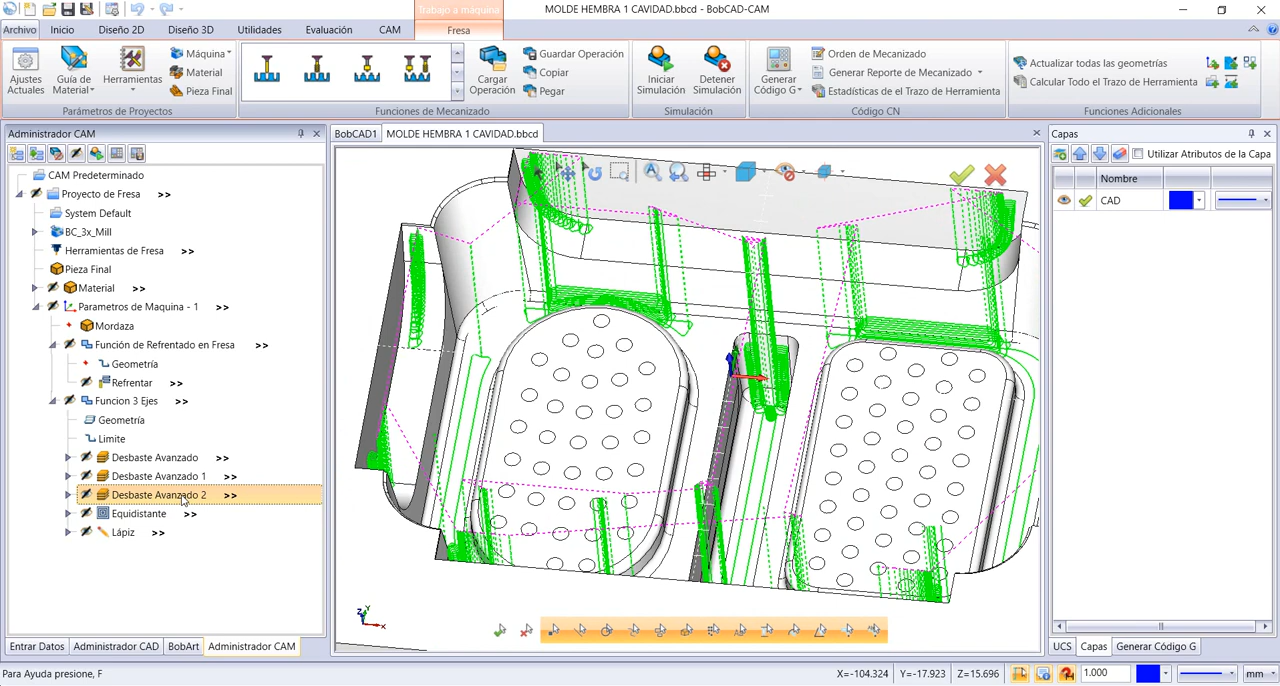 MOLDE HEMBRA 1 CAVIDAD.bbcd - BobCAD-CAM
Trabajo a máquina
Archivo Inicio Diseño 2D Diseño 3D Utilidades Evaluación CAM Fresa
Ajustes Actuales
Guía de Material
Herramientas
Máquina
Material
Pieza Final
Parámetros de Proyectos
Funciones de Mecanizado
Cargar Operación
Guardar Operación
Copiar
Pegar
Iniciar Simulación
Detener Simulación
Simulación
Generar Código G
Orden de Mecanizado
Generar Reporte de Mecanizado
Estadísticas de el Trazo de Herramienta
Código CN
Actualizar todas las geometrías
Calcular Todo el Trazo de Herramienta
Funciones Adicionales
Administrador CAM
BobCAD1 MOLDE HEMBRA 1 CAVIDAD.bbcd
Capas
Utilizar Atributos de la Capa
Nombre
CAD
CAM Predeterminado
Proyecto de Fresa >>
System Default
BC_3x_Mill
Herramientas de Fresa >>
Pieza Final
Material >>
Parametros de Maquina - 1 >>
Mordaza
Función de Refrentado en Fresa >>
Geometría
Refrentar >>
Funcion 3 Ejes >>
Geometría
Limite
Desbaste Avanzado >>
Desbaste Avanzado 1 >>
Desbaste Avanzado 2 >>
Equidistante >>
Lápiz >>
Z Y X
Entrar Datos Administrador CAD BobArt Administrador CAM
UCS Capas Generar Código G
Para Ayuda presione, F
X=-104.324 Y=-17.923 Z=15.696
1.000
mm